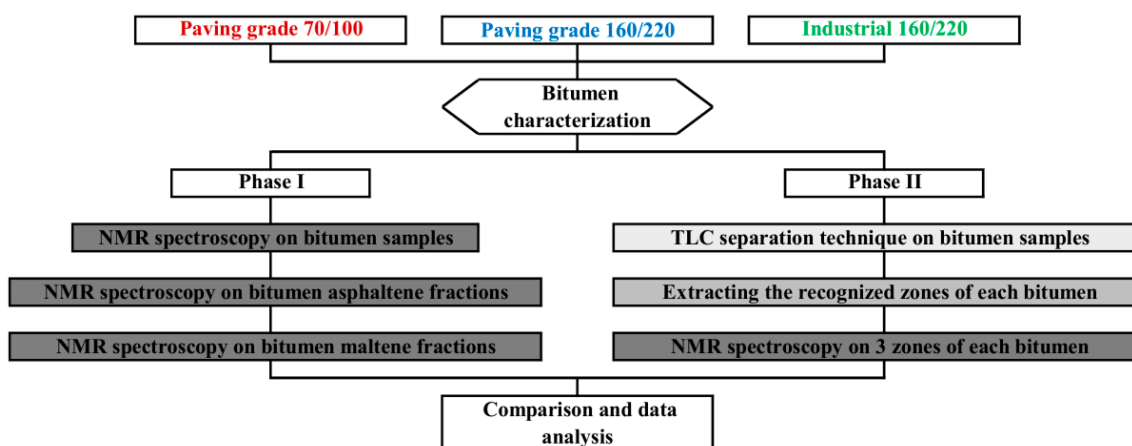 Paving grade 70/100
Paving grade 160/220
Industrial 160/220
Bitumen
characterization
Phase I
Phase II
NMR spectroscopy on bitumen samples
TLC separation technique on bitumen samples
NMR spectroscopy on bitumen asphaltene fractions
Extracting the recognized zones of each bitumen
NMR spectroscopy on bitumen maltene fractions
NMR spectroscopy on 3 zones of each bitumen
Comparison and data
analysis